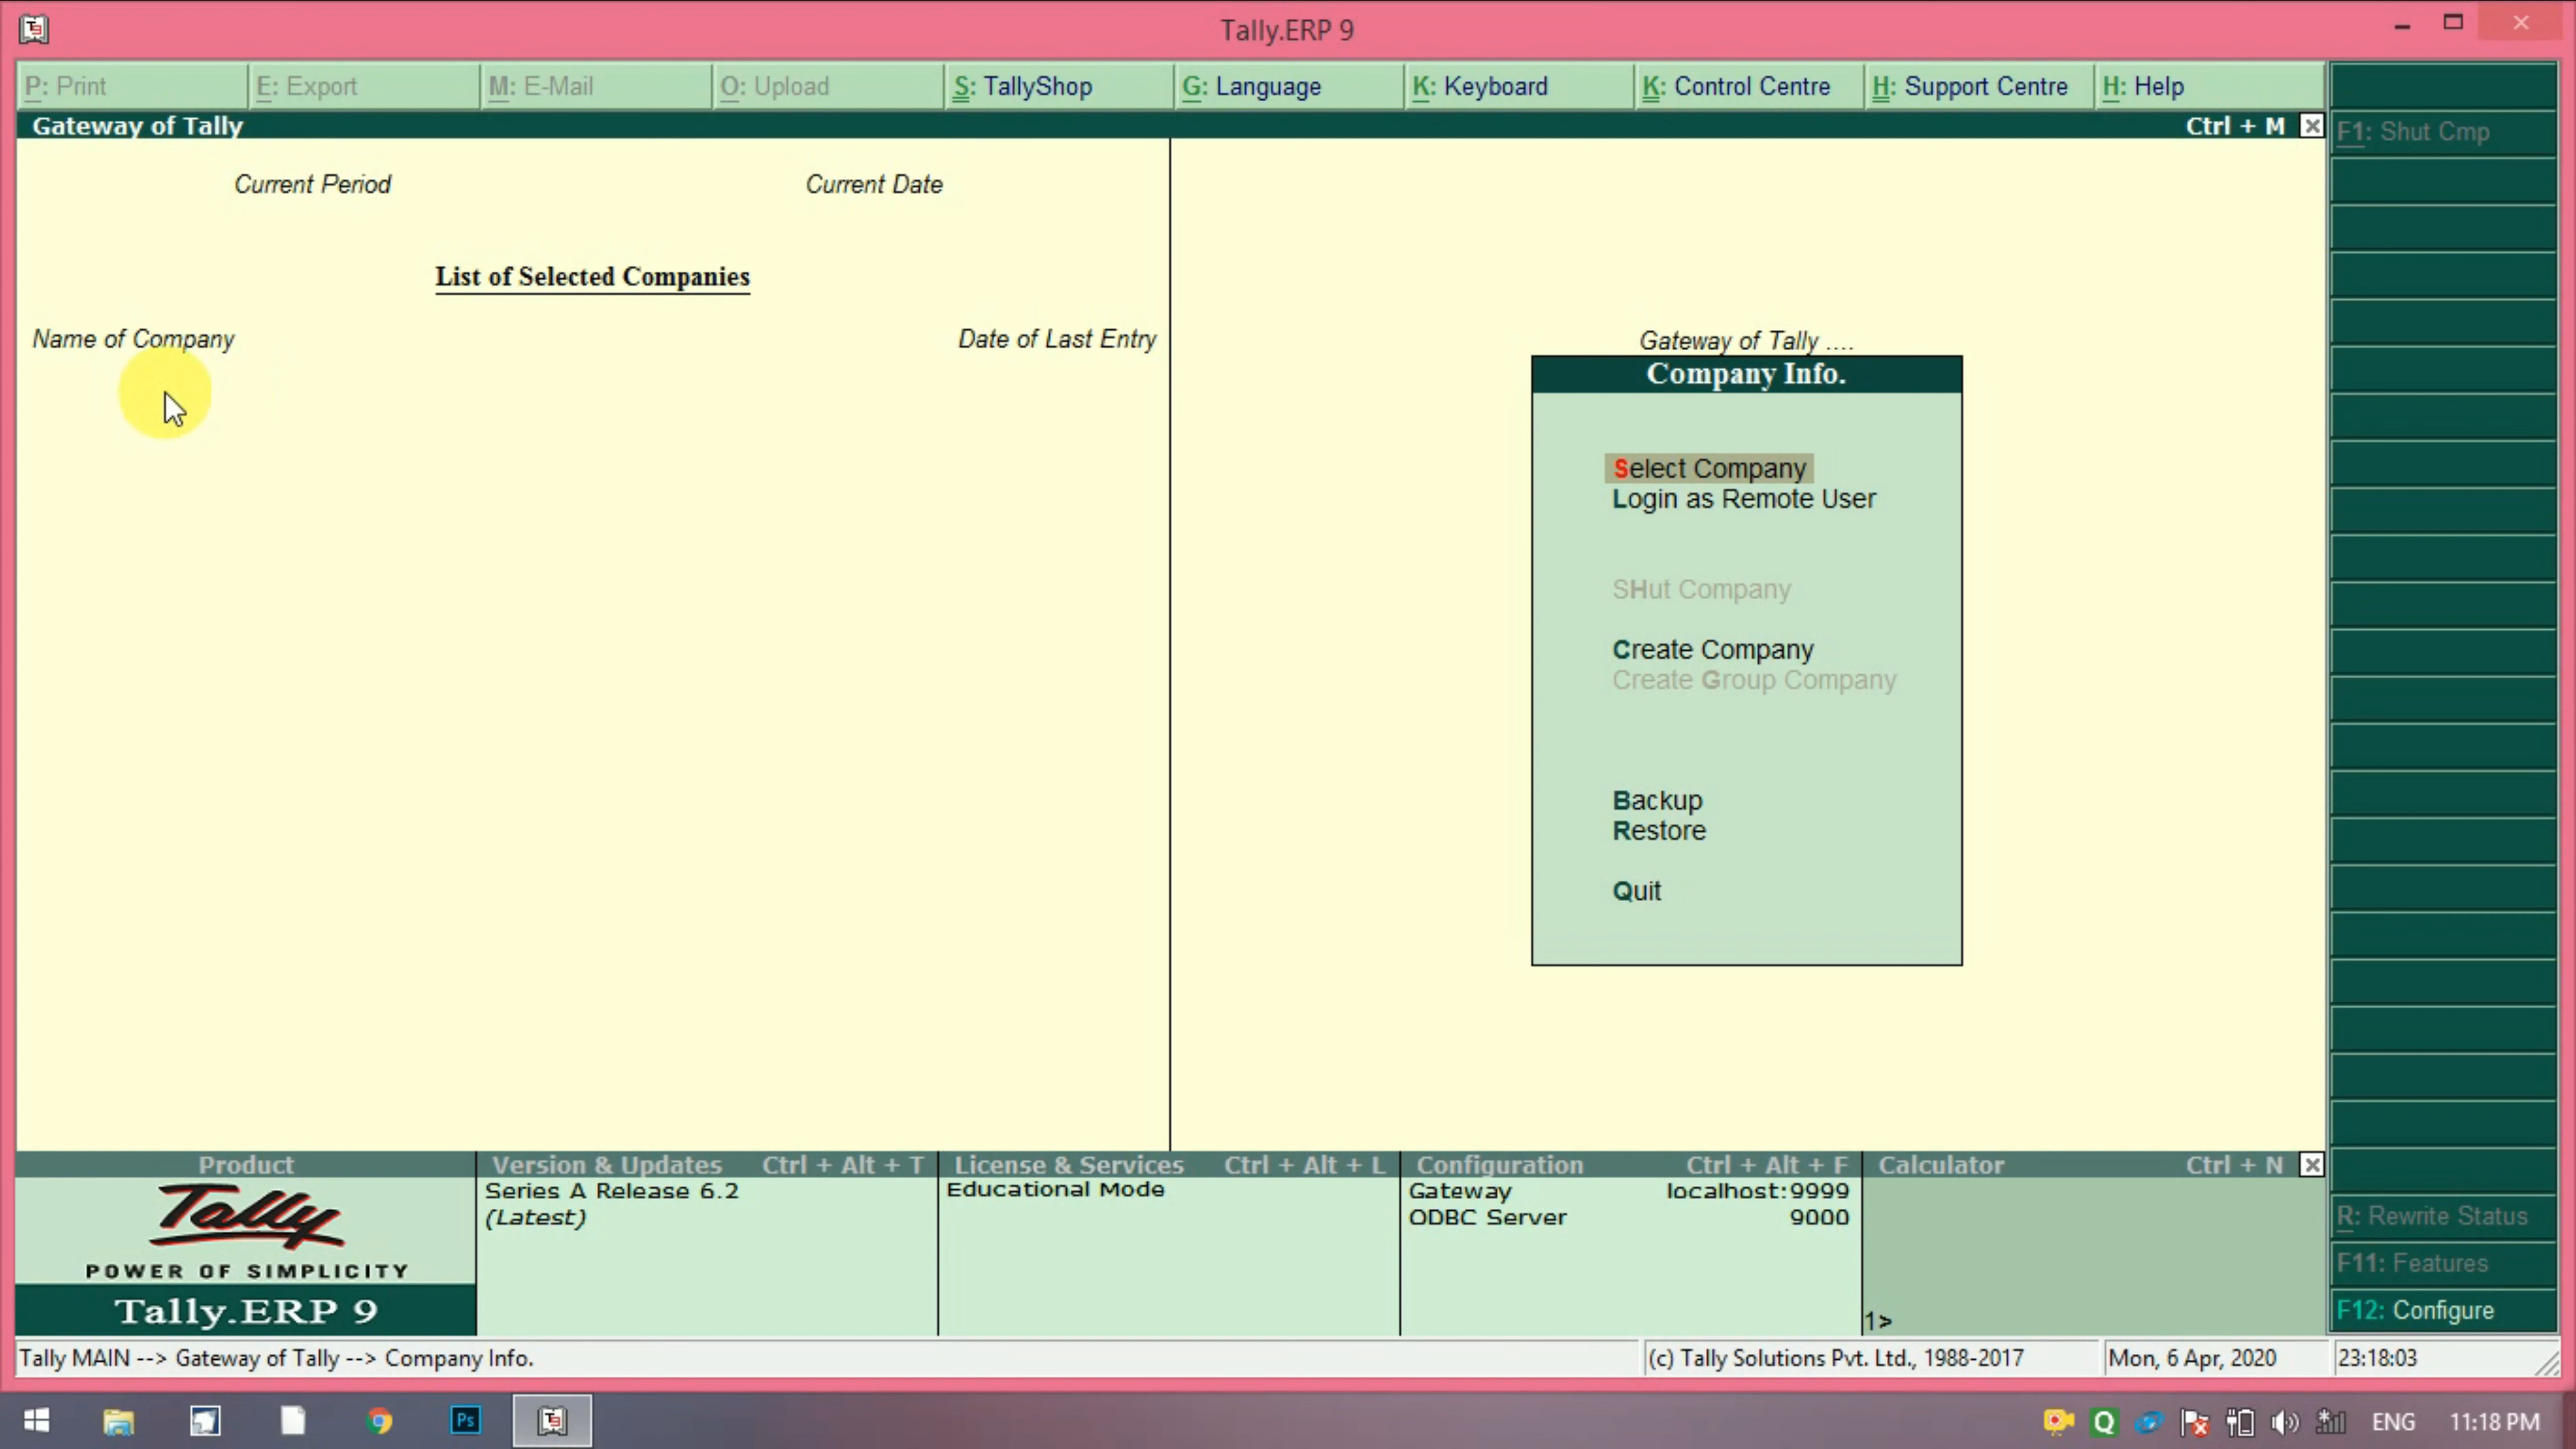 Tally.ERP 9
P: Print E: Export M: E-Mail O: Upload S: TallyShop G: Language K: Keyboard K: Control Centre H: Support Centre H: Help
Gateway of Tally Ctrl + M
F1: Shut Cmp
Current Period Current Date
List of Selected Companies
Name of Company Date of Last Entry
Gateway of Tally ....
Company Info.
Select Company
Login as Remote User
SHut Company
Create Company
Create Group Company
Backup
Restore
Quit
Product
Tally
POWER OF SIMPLICITY
Tally.ERP 9
Version & Updates Ctrl + Alt + T
Series A Release 6.2
(Latest)
License & Services Ctrl + Alt + L
Educational Mode
Configuration Ctrl + Alt + F
Gateway localhost:9999
ODBC Server 9000
Calculator Ctrl + N
1>
R: Rewrite Status
F11: Features
F12: Configure
Tally MAIN --> Gateway of Tally --> Company Info. (c) Tally Solutions Pvt. Ltd., 1988-2017 Mon, 6 Apr, 2020 23:18:03
Ps ENG 11:18 PM